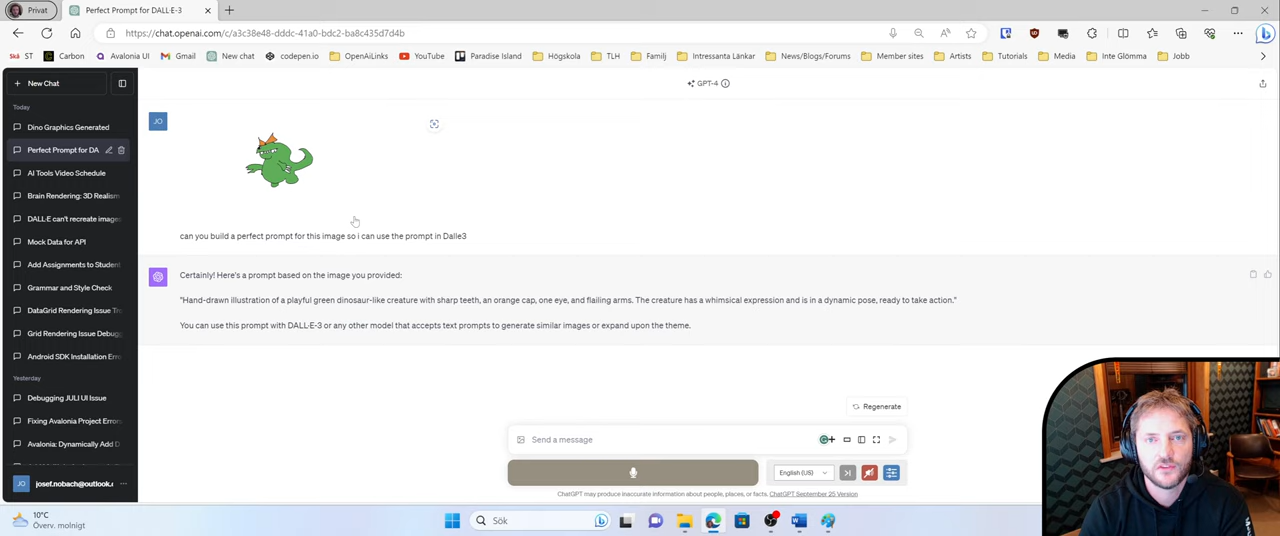 Privat
Perfect Prompt for DALL·E-3
https://chat.openai.com/c/a3c38e48-dddc-41a0-bdc2-ba8c435d7d4b
Skå ST Carbon Avalonia UI Gmail New chat codepen.io OpenAiLinks YouTube Paradise Island Högskola TLH Familj Intressanta Länkar News/Blogs/Forums Member sites Artists Tutorials Media Inte Glömma Jobb
New Chat
GPT-4
Today
Dino Graphics Generated
JO
Perfect Prompt for DA
AI Tools Video Schedule
Brain Rendering: 3D Realism
DALL·E can't recreate images
can you build a perfect prompt for this image so i can use the prompt in Dalle3
Mock Data for API
Add Assignments to Student
Certainly! Here's a prompt based on the image you provided:
Grammar and Style Check
"Hand-drawn illustration of a playful green dinosaur-like creature with sharp teeth, an orange cap, one eye, and flailing arms. The creature has a whimsical expression and is in a dynamic pose, ready to take action."
DataGrid Rendering Issue Tro
You can use this prompt with DALL·E-3 or any other model that accepts text prompts to generate similar images or expand upon the theme.
Grid Rendering Issue Debugg
Android SDK Installation Erro
Yesterday
Debugging JULI UI Issue
Regenerate
Fixing Avalonia Project Errors
Avalonia: Dynamically Add D
Send a message
English (US)
JO josef.nobach@outlook.c
ChatGPT may produce inaccurate information about people, places, or facts. ChatGPT September 25 Version
10°C
Överv. molnigt
Sök